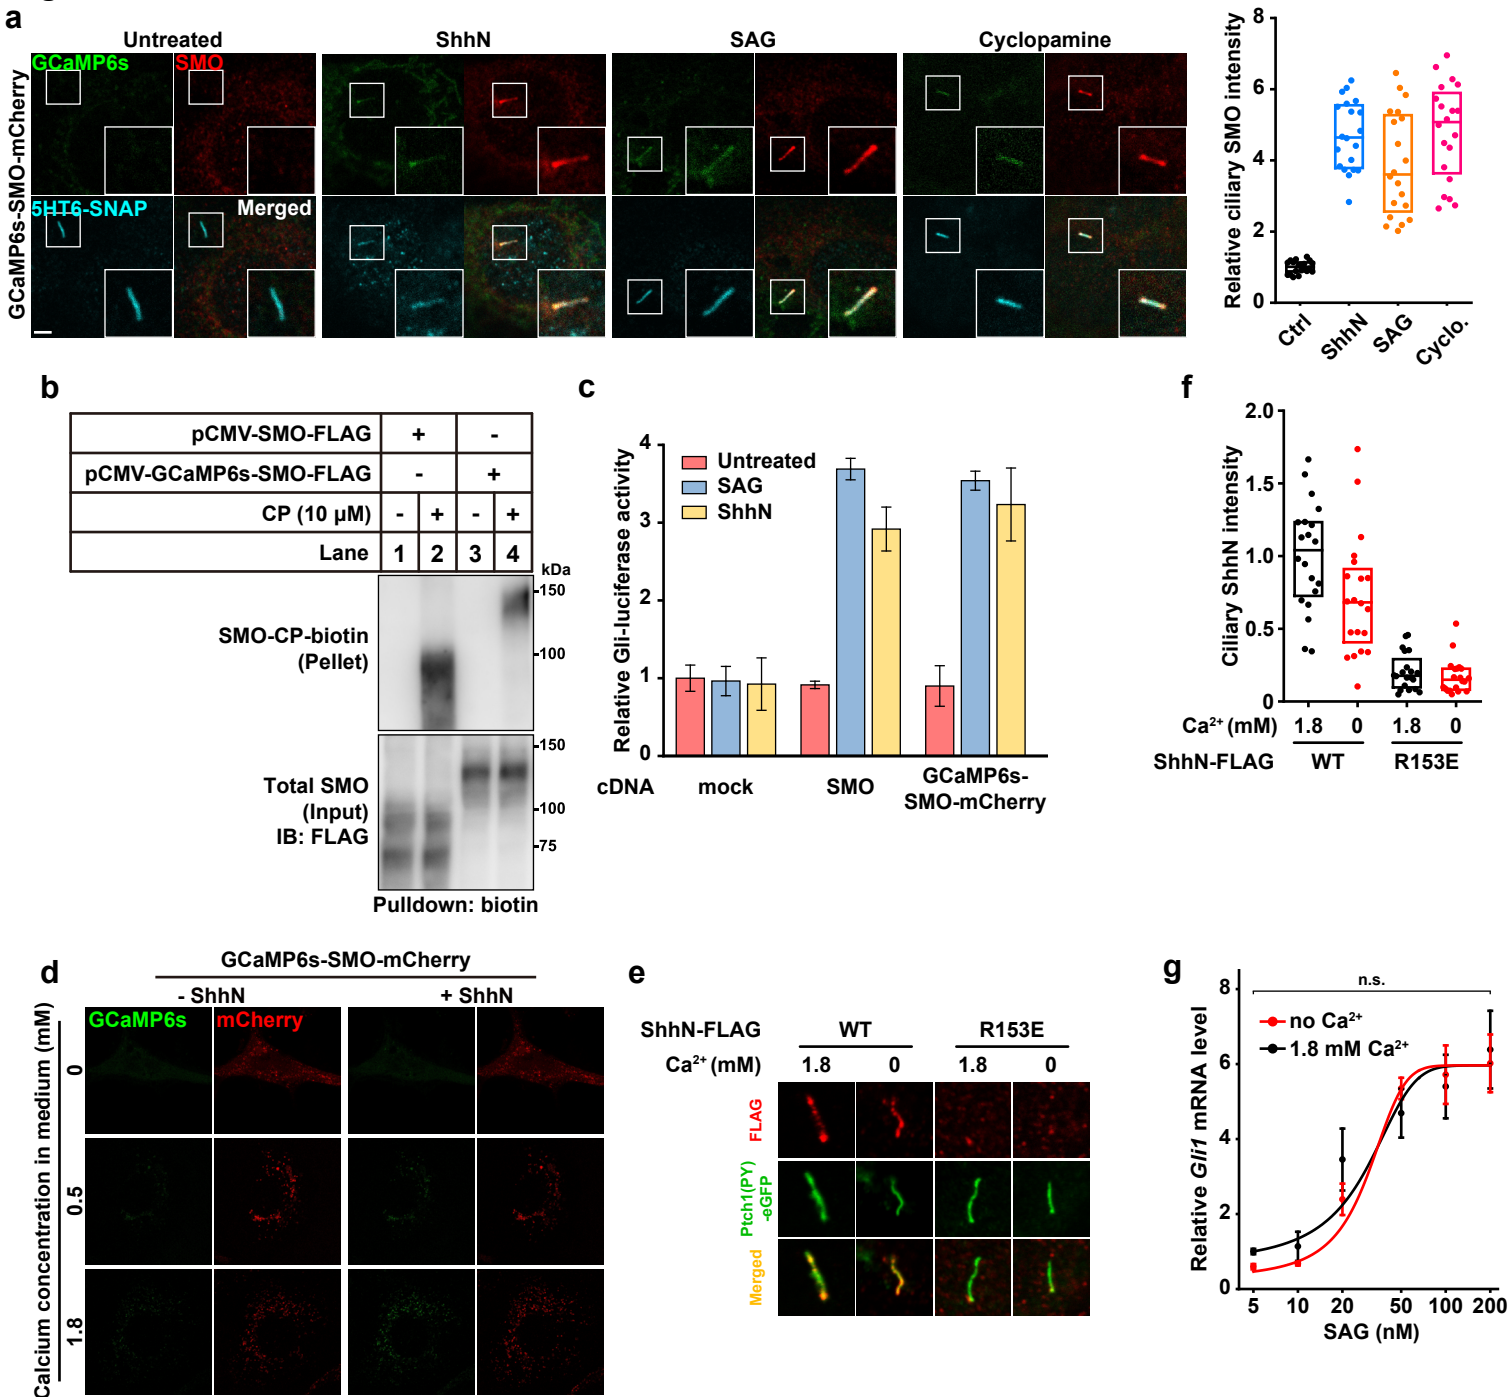 a
Untreated
ShhN
SAG
Cyclopamine
GCaMP6s-SMO-mCherry
GCaMP6s
SMO
5HT6-SNAP
Merged
Relative ciliary SMO intensity
8
6
4
2
0
Ctrl
ShhN
SAG
Cyclo.
b
pCMV-SMO-FLAG + -
pCMV-GCaMP6s-SMO-FLAG - +
CP (10 µM) - + - +
Lane 1 2 3 4
kDa
SMO-CP-biotin
(Pellet)
-150
-100
Total SMO
(Input)
IB: FLAG
-150
-100
-75
Pulldown: biotin
c
Relative Gli-luciferase activity
4
3
2
1
0
Untreated
SAG
ShhN
cDNA
mock
SMO
GCaMP6s-
SMO-mCherry
f
Ciliary ShhN intensity
2.0
1.5
1.0
0.5
0
Ca²⁺ (mM) 1.8 0 1.8 0
ShhN-FLAG WT R153E
d
GCaMP6s-SMO-mCherry
- ShhN
+ ShhN
Calcium concentration in medium (mM)
GCaMP6s
mCherry
0
0.5
1.8
e
ShhN-FLAG WT R153E
Ca²⁺ (mM) 1.8 0 1.8 0
FLAG
Ptch1(PY)
-eGFP
Merged
g
Relative Gli1 mRNA level
8
6
4
2
0
n.s.
no Ca²⁺
1.8 mM Ca²⁺
5 10 20 50 100 200
SAG (nM)